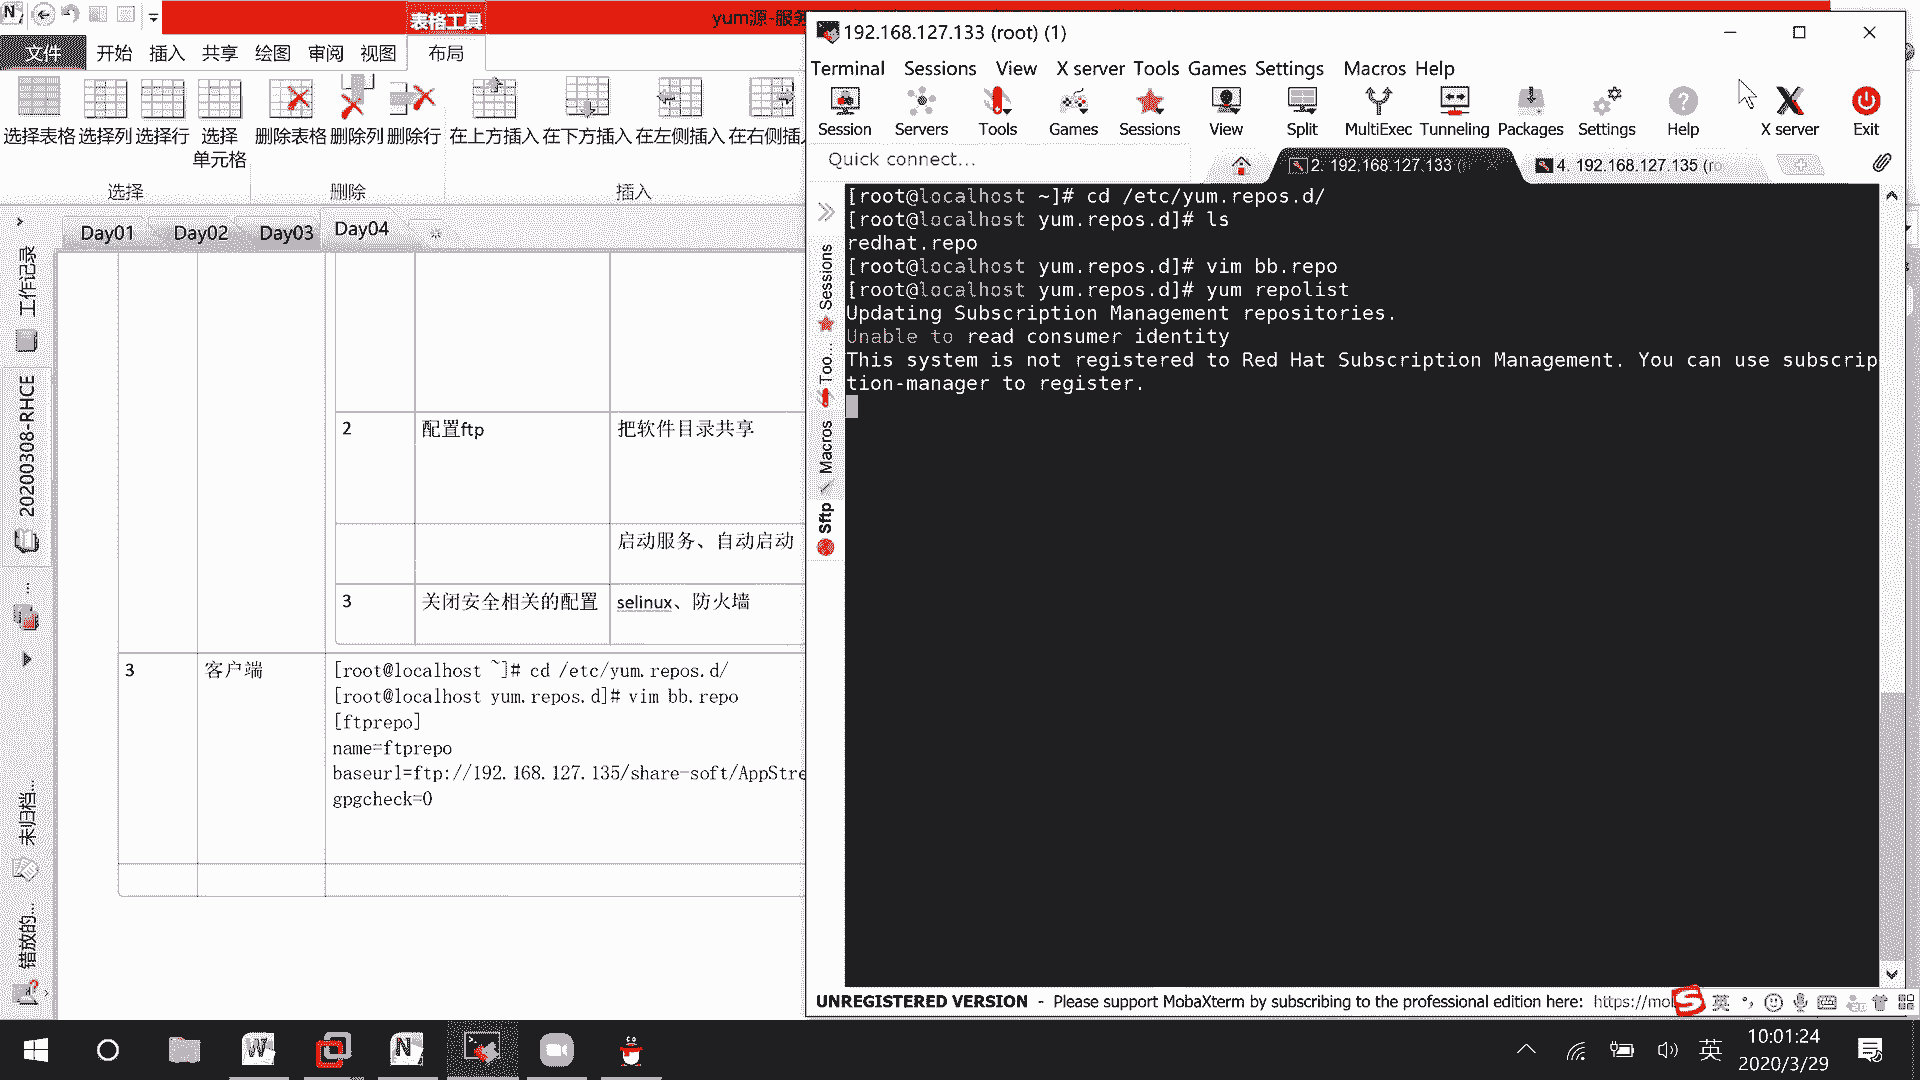 表格工具
yum源-服务
文件 开始 插入 共享 绘图 审阅 视图 布局
选择表格 选择列 选择行 选择单元格 删除表格 删除列 删除行 在上方插入 在下方插入 在左侧插入 在右侧插
选择 删除 插入
Day01 Day02 Day03 Day04
工作记录
20200308-RHCE
...
未归档...
错放的...
2 配置ftp 把软件目录共享
启动服务、自动启动
3 关闭安全相关的配置 selinux、防火墙
3 客户端 [root@localhost ~]# cd /etc/yum.repos.d/
[root@localhost yum.repos.d]# vim bb.repo
[ftprepo]
name=ftprepo
baseurl=ftp://192.168.127.135/share-soft/AppStre
gpgcheck=0
192.168.127.133 (root) (1)
Terminal Sessions View X server Tools Games Settings Macros Help
Session Servers Tools Games Sessions View Split MultiExec Tunneling Packages Settings Help X server Exit
Quick connect...
2. 192.168.127.133 (
4. 192.168.127.135 (ro
Sessions
Too...
Macros
Sftp
[root@localhost ~]# cd /etc/yum.repos.d/
[root@localhost yum.repos.d]# ls
redhat.repo
[root@localhost yum.repos.d]# vim bb.repo
[root@localhost yum.repos.d]# yum repolist
Updating Subscription Management repositories.
Unable to read consumer identity
This system is not registered to Red Hat Subscription Management. You can use subscrip
tion-manager to register.
UNREGISTERED VERSION - Please support MobaXterm by subscribing to the professional edition here: https://mo
英
英
10:01:24
2020/3/29